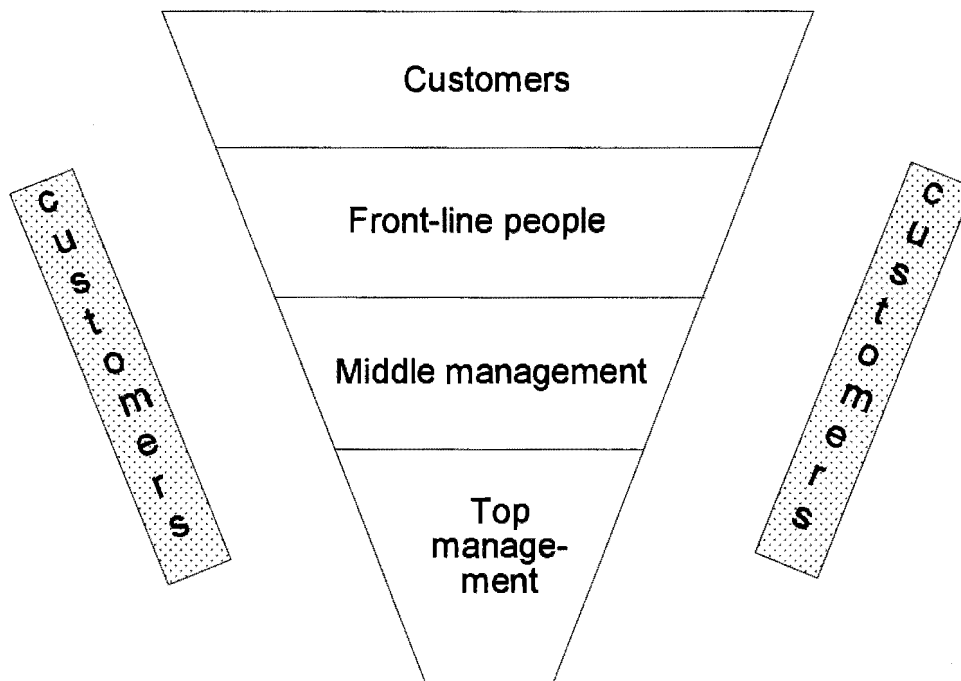 Customers
Front-line people
Customers
Customers
Middle management
Top
manage-
ment